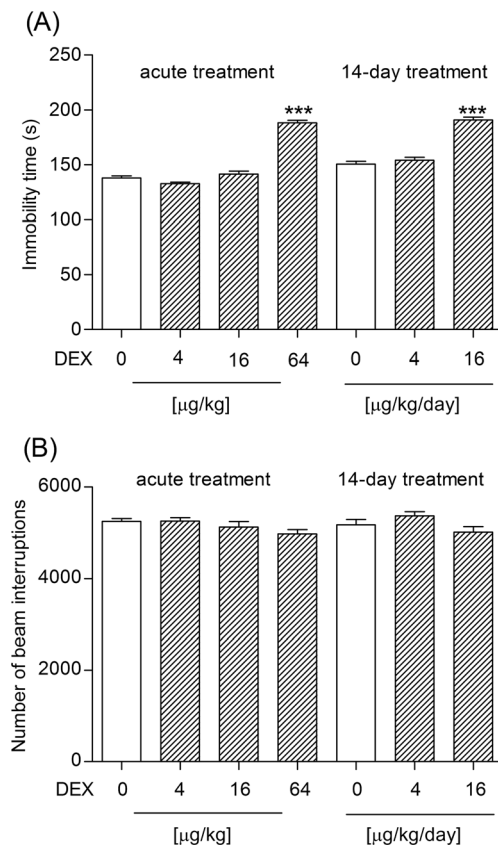 (A)
acute treatment 14-day treatment
Immobility time (s)
250
200
150
100
50
0
*** ***
DEX 0 4 16 64 0 4 16
[μg/kg] [μg/kg/day]
(B)
acute treatment 14-day treatment
Number of beam interruptions
6000
4000
2000
0
DEX 0 4 16 64 0 4 16
[μg/kg] [μg/kg/day]